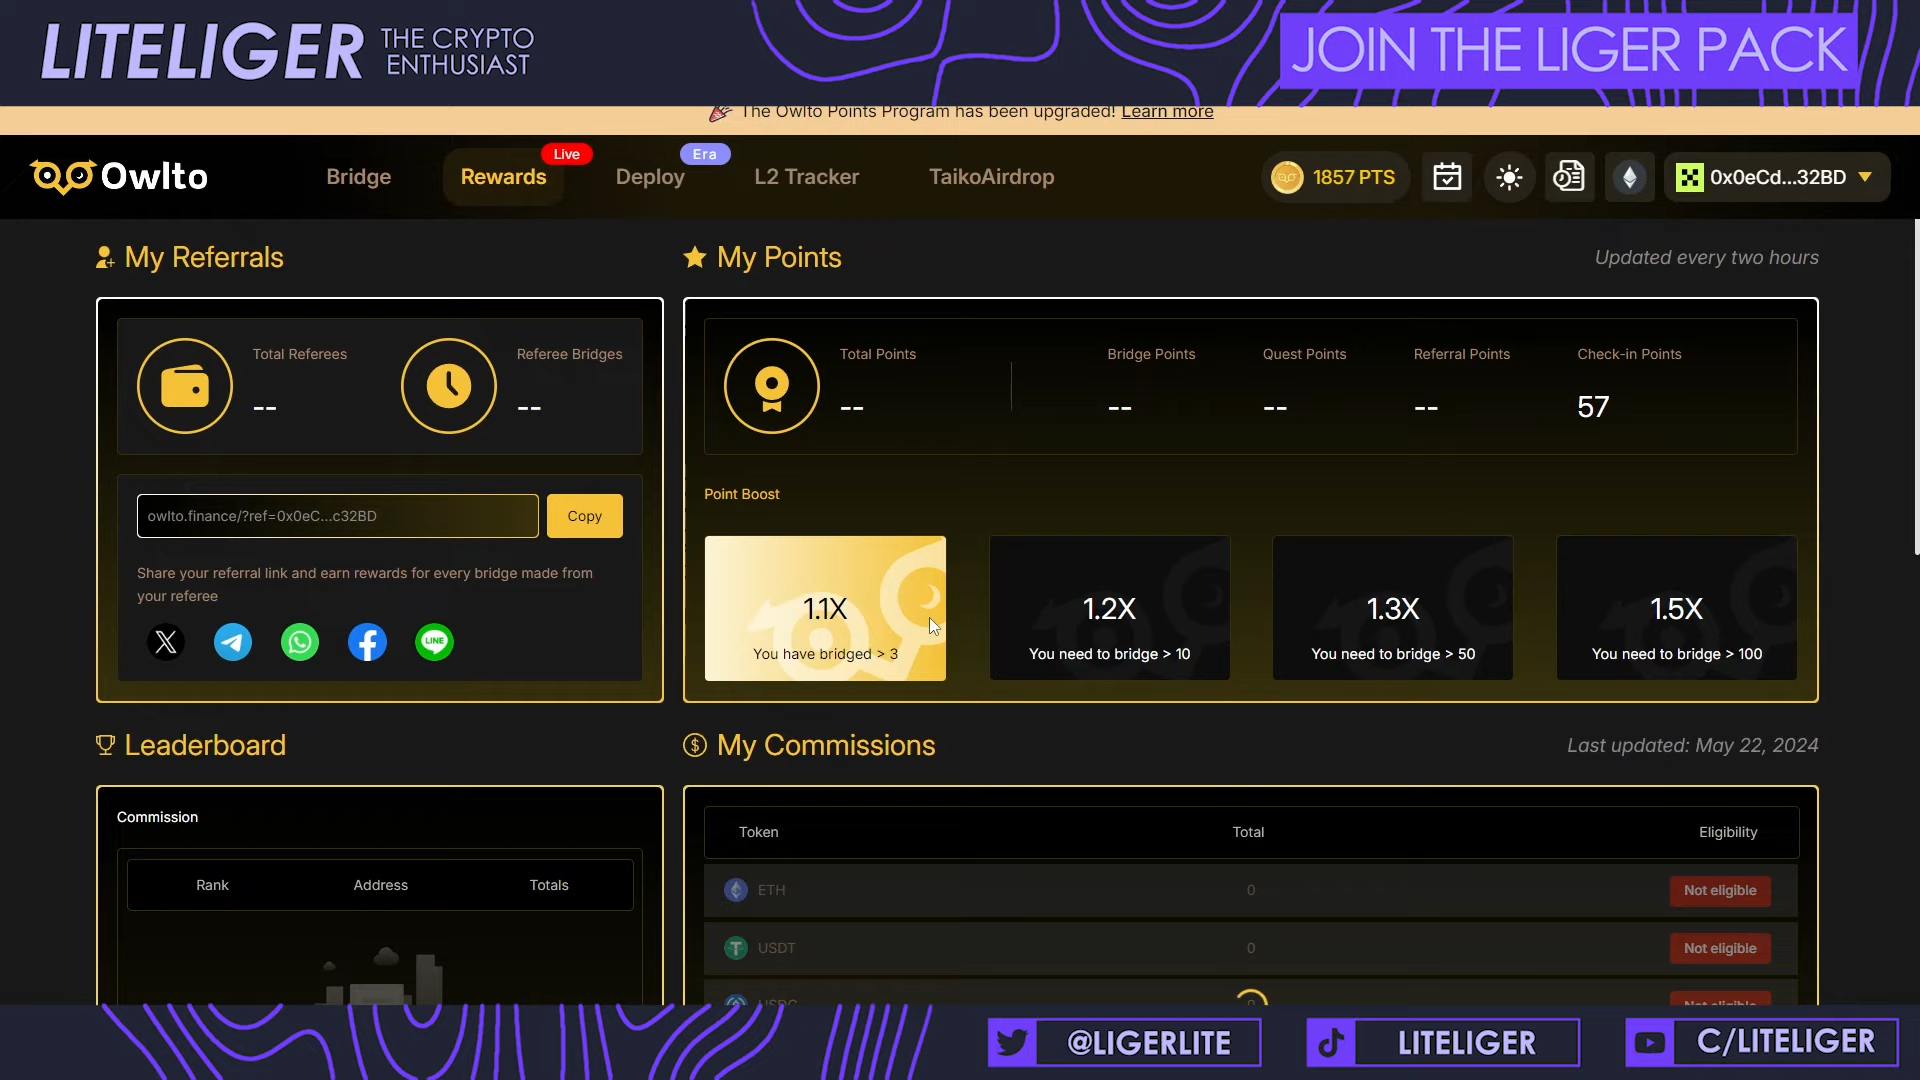 LITELIGER THE CRYPTO ENTHUSIAST
JOIN THE LIGER PACK
The Owlto Points Program has been upgraded! Learn more
Owlto
Bridge
Rewards
Live
Deploy
Era
L2 Tracker
TaikoAirdrop
1857 PTS
0x0eCd...32BD
My Referrals
Total Referees
--
Referee Bridges
--
owlto.finance/?ref=0x0eC...c32BD
Copy
Share your referral link and earn rewards for every bridge made from
your referee
LINE
My Points
Updated every two hours
Total Points
--
Bridge Points
--
Quest Points
--
Referral Points
--
Check-in Points
57
Point Boost
1.1X
You have bridged > 3
1.2X
You need to bridge > 10
1.3X
You need to bridge > 50
1.5X
You need to bridge > 100
Leaderboard
Commission
Rank Address Totals
My Commissions
Last updated: May 22, 2024
Token Total Eligibility
ETH 0 Not eligible
USDT 0 Not eligible
USDC 0 Not eligible
@LIGERLITE
LITELIGER
C/LITELIGER